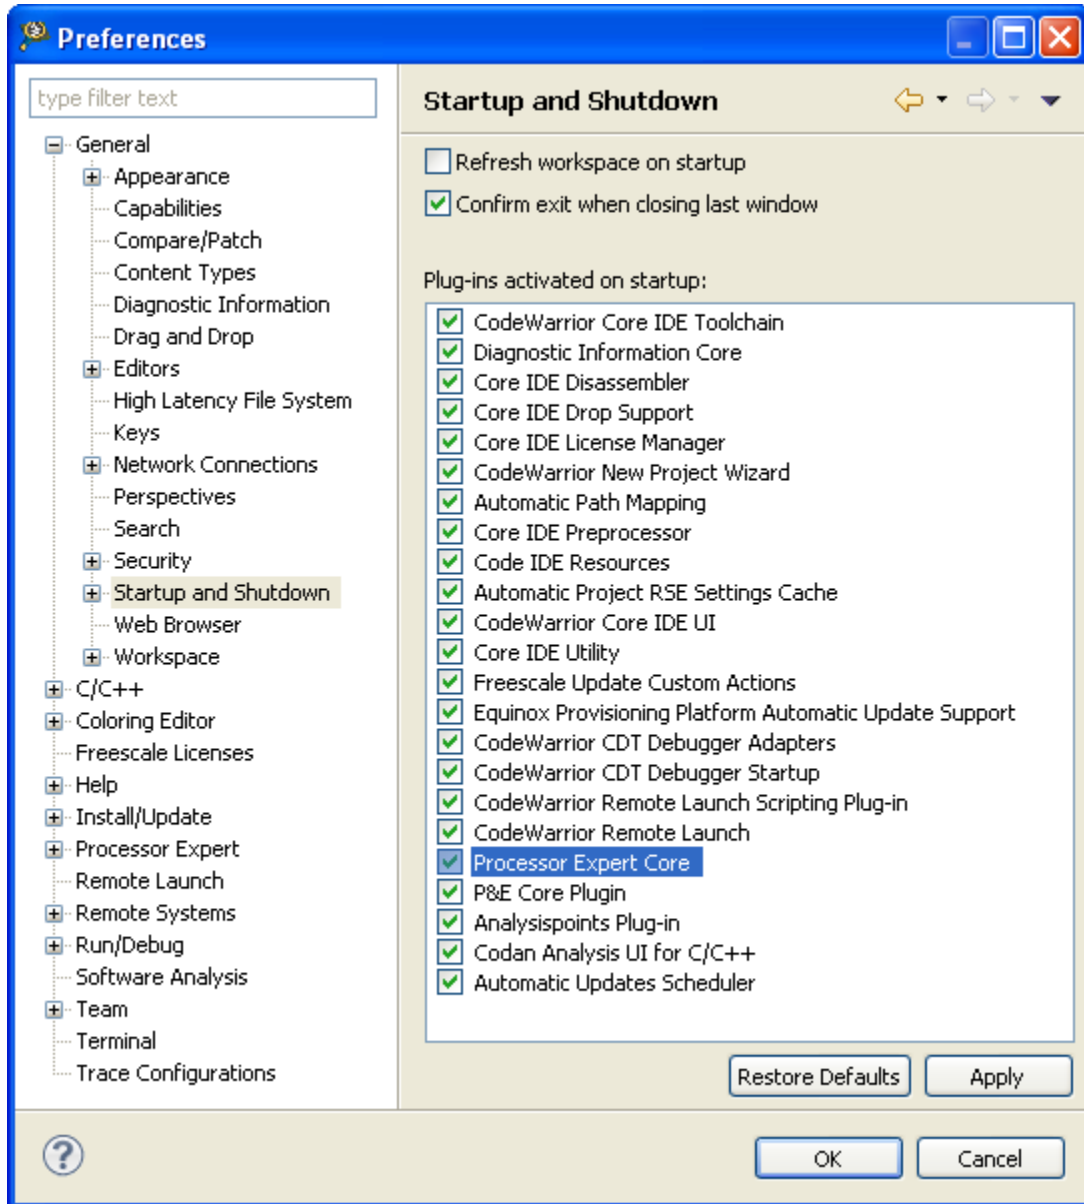 Preferences
type filter text
General
Appearance
Capabilities
Compare/Patch
Content Types
Diagnostic Information
Drag and Drop
Editors
High Latency File System
Keys
Network Connections
Perspectives
Search
Security
Startup and Shutdown
Web Browser
Workspace
C/C++
Coloring Editor
Freescale Licenses
Help
Install/Update
Processor Expert
Remote Launch
Remote Systems
Run/Debug
Software Analysis
Team
Terminal
Trace Configurations
Startup and Shutdown
Refresh workspace on startup
Confirm exit when closing last window
Plug-ins activated on startup:
CodeWarrior Core IDE Toolchain
Diagnostic Information Core
Core IDE Disassembler
Core IDE Drop Support
Core IDE License Manager
CodeWarrior New Project Wizard
Automatic Path Mapping
Core IDE Preprocessor
Code IDE Resources
Automatic Project RSE Settings Cache
CodeWarrior Core IDE UI
Core IDE Utility
Freescale Update Custom Actions
Equinox Provisioning Platform Automatic Update Support
CodeWarrior CDT Debugger Adapters
CodeWarrior CDT Debugger Startup
CodeWarrior Remote Launch Scripting Plug-in
CodeWarrior Remote Launch
Processor Expert Core
P&E Core Plugin
Analysispoints Plug-in
Codan Analysis UI for C/C++
Automatic Updates Scheduler
Restore Defaults
Apply
?
OK
Cancel